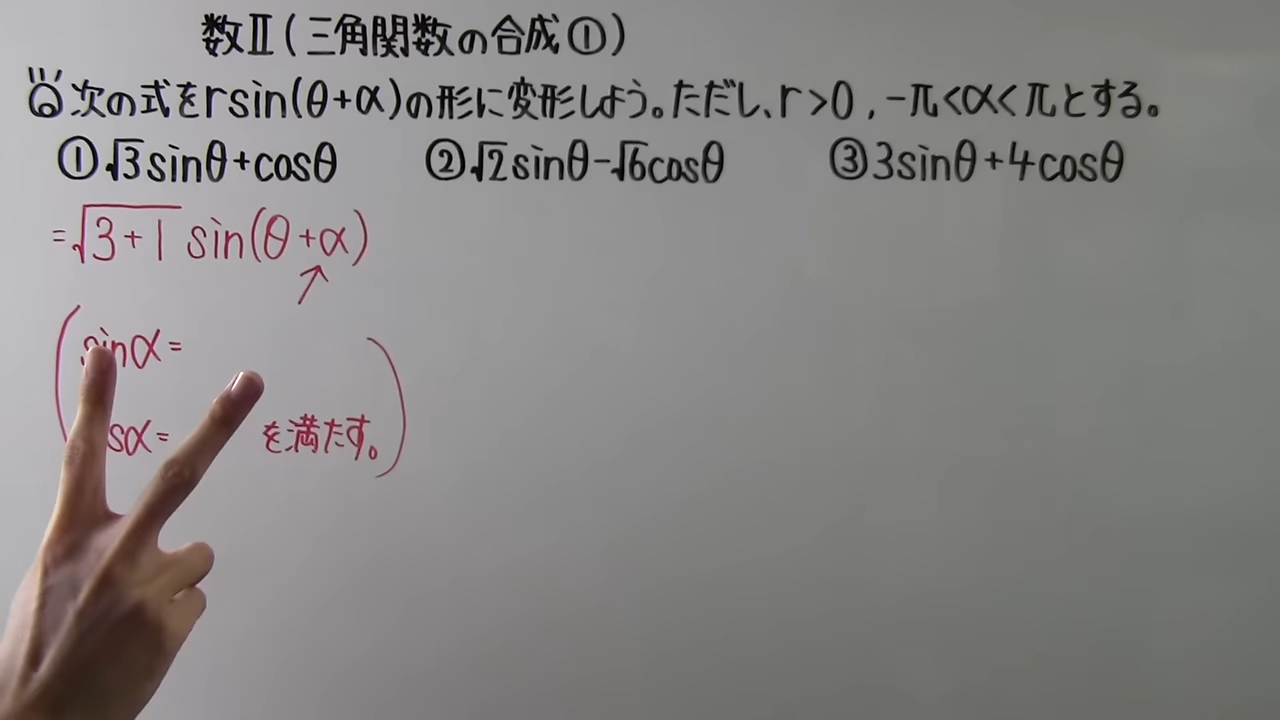 数Ⅱ(三角関数の合成①)
次の式をrsin(θ+α)の形に変形しよう。ただし、r>0,-π<α<πとする。
①√3sinθ+cosθ ②√2sinθ-√6cosθ ③3sinθ+4cosθ
=√3+1 sin(θ+α)
sinα=
sα= を満たす。